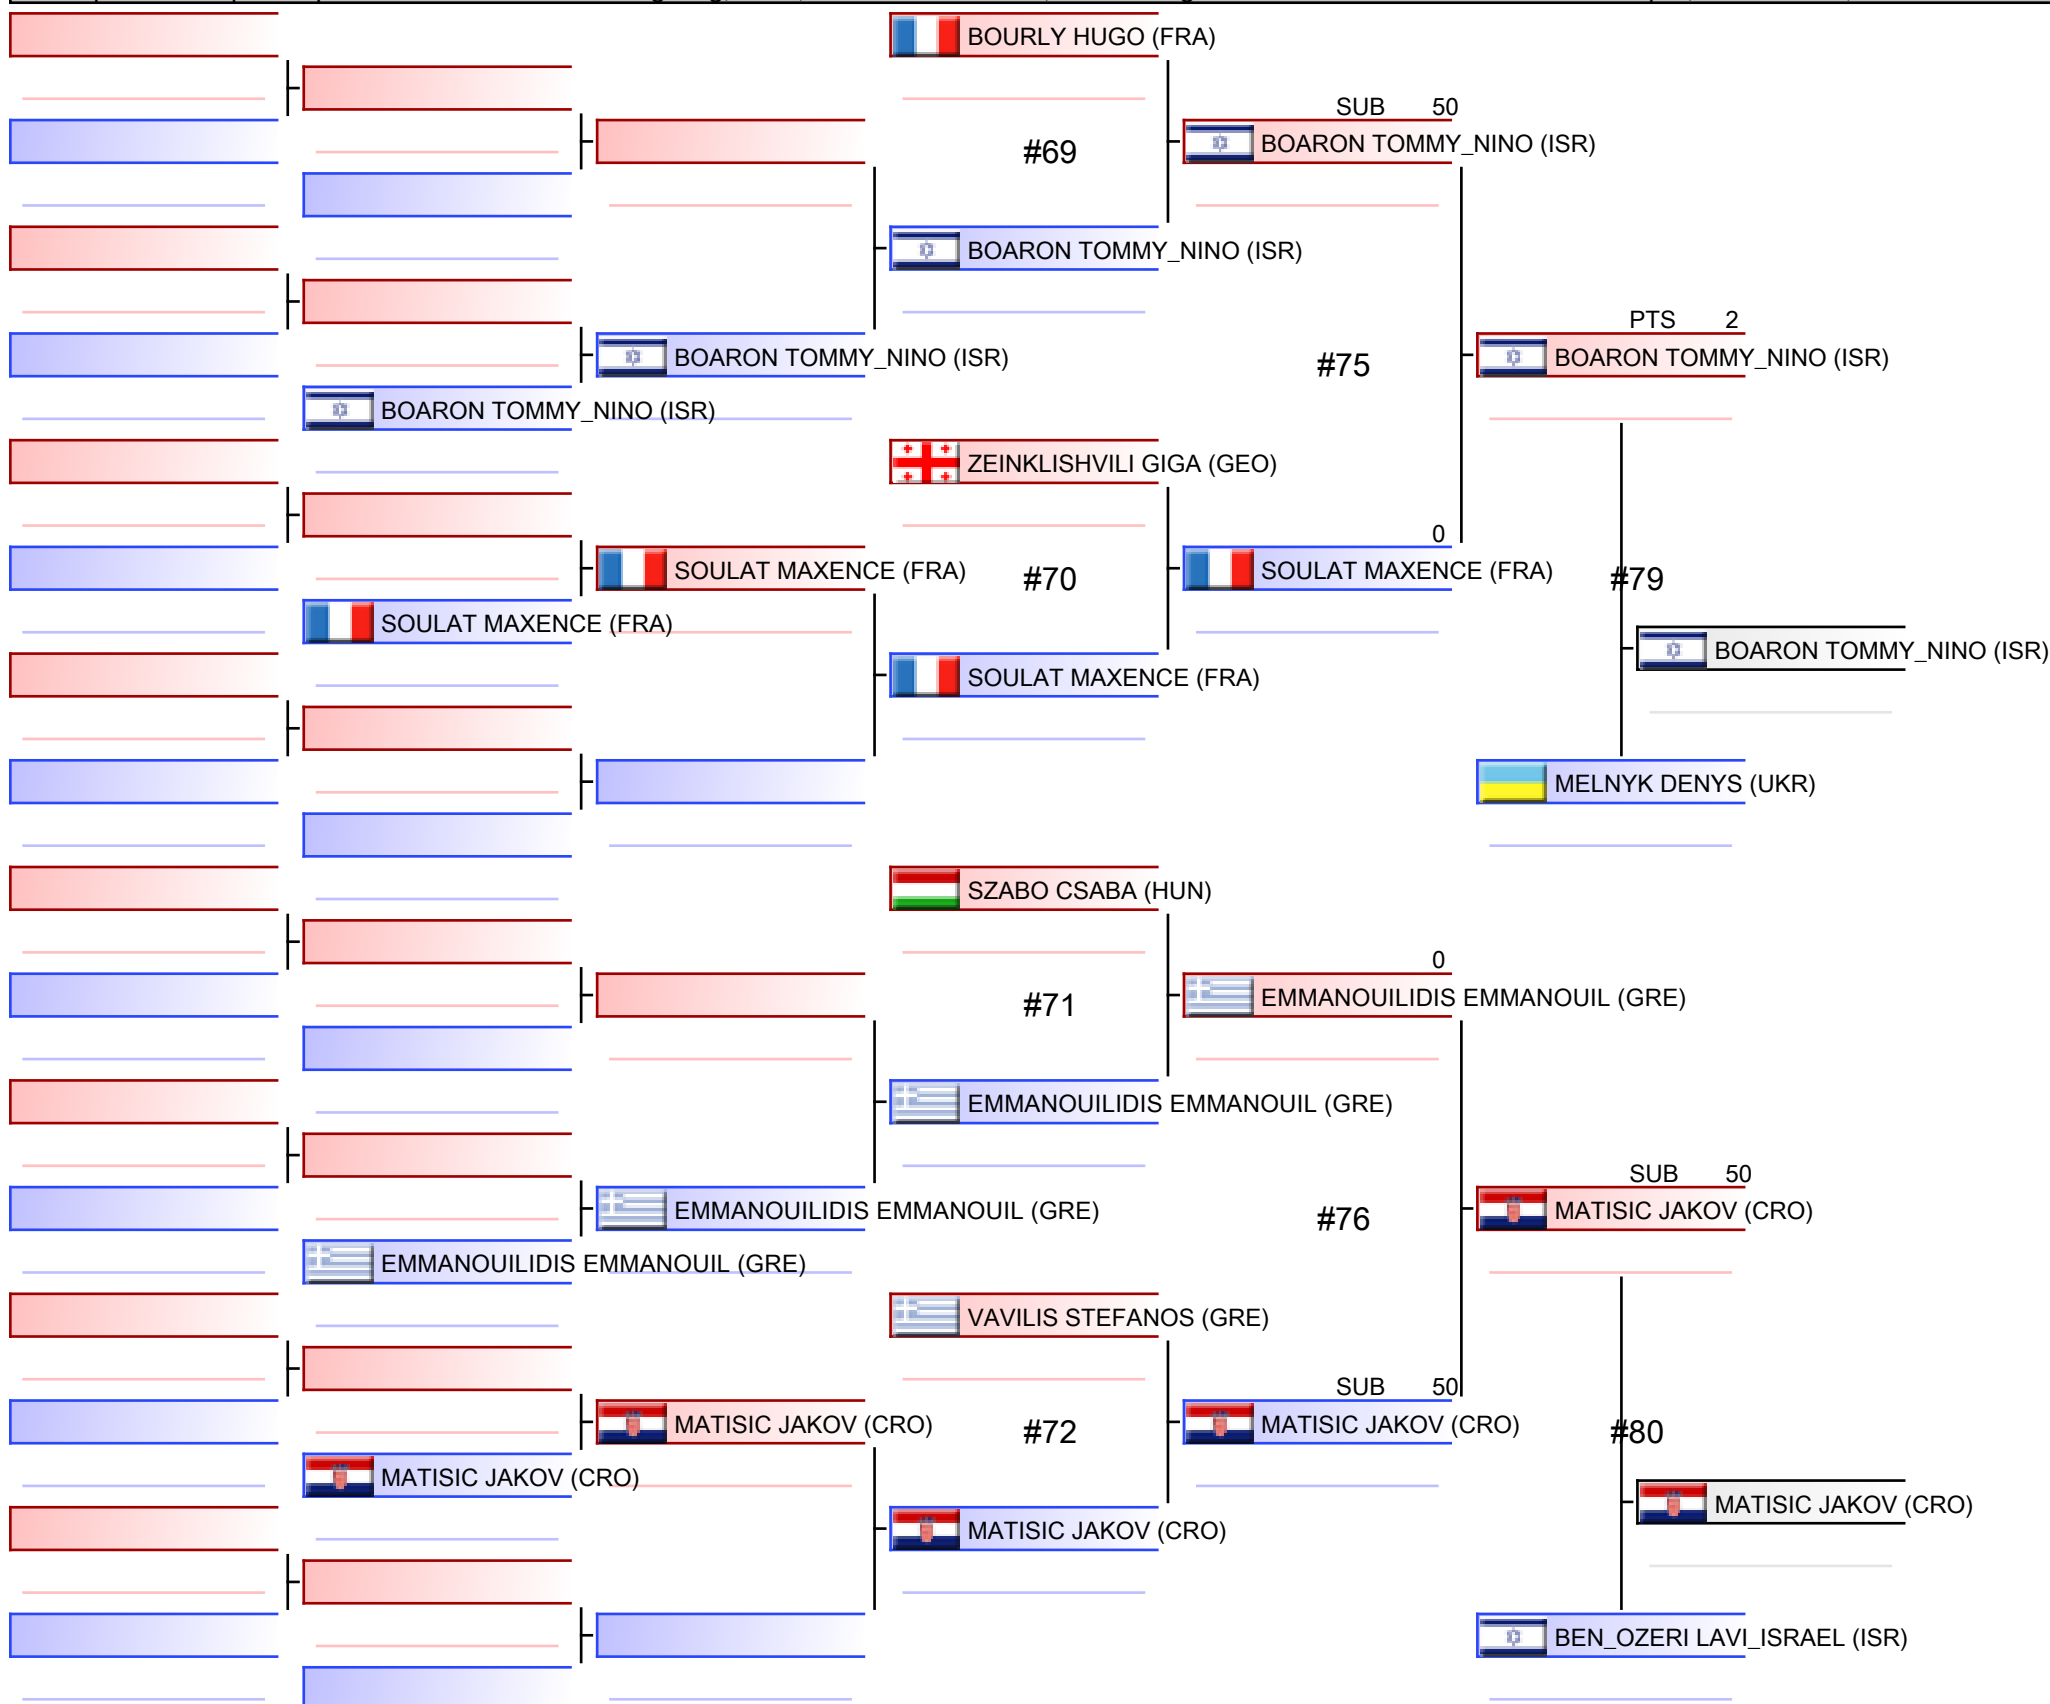 BOURLY HUGO (FRA)
SUB 50
#69
BOARON TOMMY_NINO (ISR)
BOARON TOMMY_NINO (ISR)
PTS 2
BOARON TOMMY_NINO (ISR)
#75
BOARON TOMMY_NINO (ISR)
BOARON TOMMY_NINO (ISR)
ZEINKLISHVILI GIGA (GEO)
0
SOULAT MAXENCE (FRA)
#70
SOULAT MAXENCE (FRA)
#79
SOULAT MAXENCE (FRA)
BOARON TOMMY_NINO (ISR)
SOULAT MAXENCE (FRA)
MELNYK DENYS (UKR)
SZABO CSABA (HUN)
0
#71
EMMANOUILIDIS EMMANOUIL (GRE)
EMMANOUILIDIS EMMANOUIL (GRE)
SUB 50
EMMANOUILIDIS EMMANOUIL (GRE)
#76
MATISIC JAKOV (CRO)
EMMANOUILIDIS EMMANOUIL (GRE)
VAVILIS STEFANOS (GRE)
SUB 50
MATISIC JAKOV (CRO)
#72
MATISIC JAKOV (CRO)
#80
MATISIC JAKOV (CRO)
MATISIC JAKOV (CRO)
MATISIC JAKOV (CRO)
BEN_OZERI LAVI_ISRAEL (ISR)